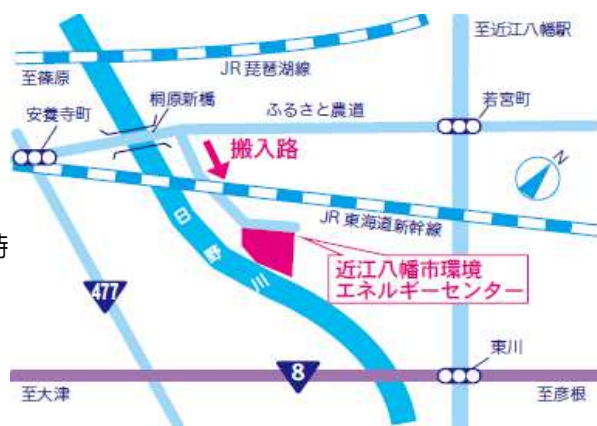 至近江八幡駅
JR琵琶湖線
至篠原
桐原新橋
ふるさと農道
若宮町
安養寺町
搬入路
N
JR東海道新幹線
日野川
時
近江八幡市環境
エネルギーセンター
477
東川
8
至大津
至彦根